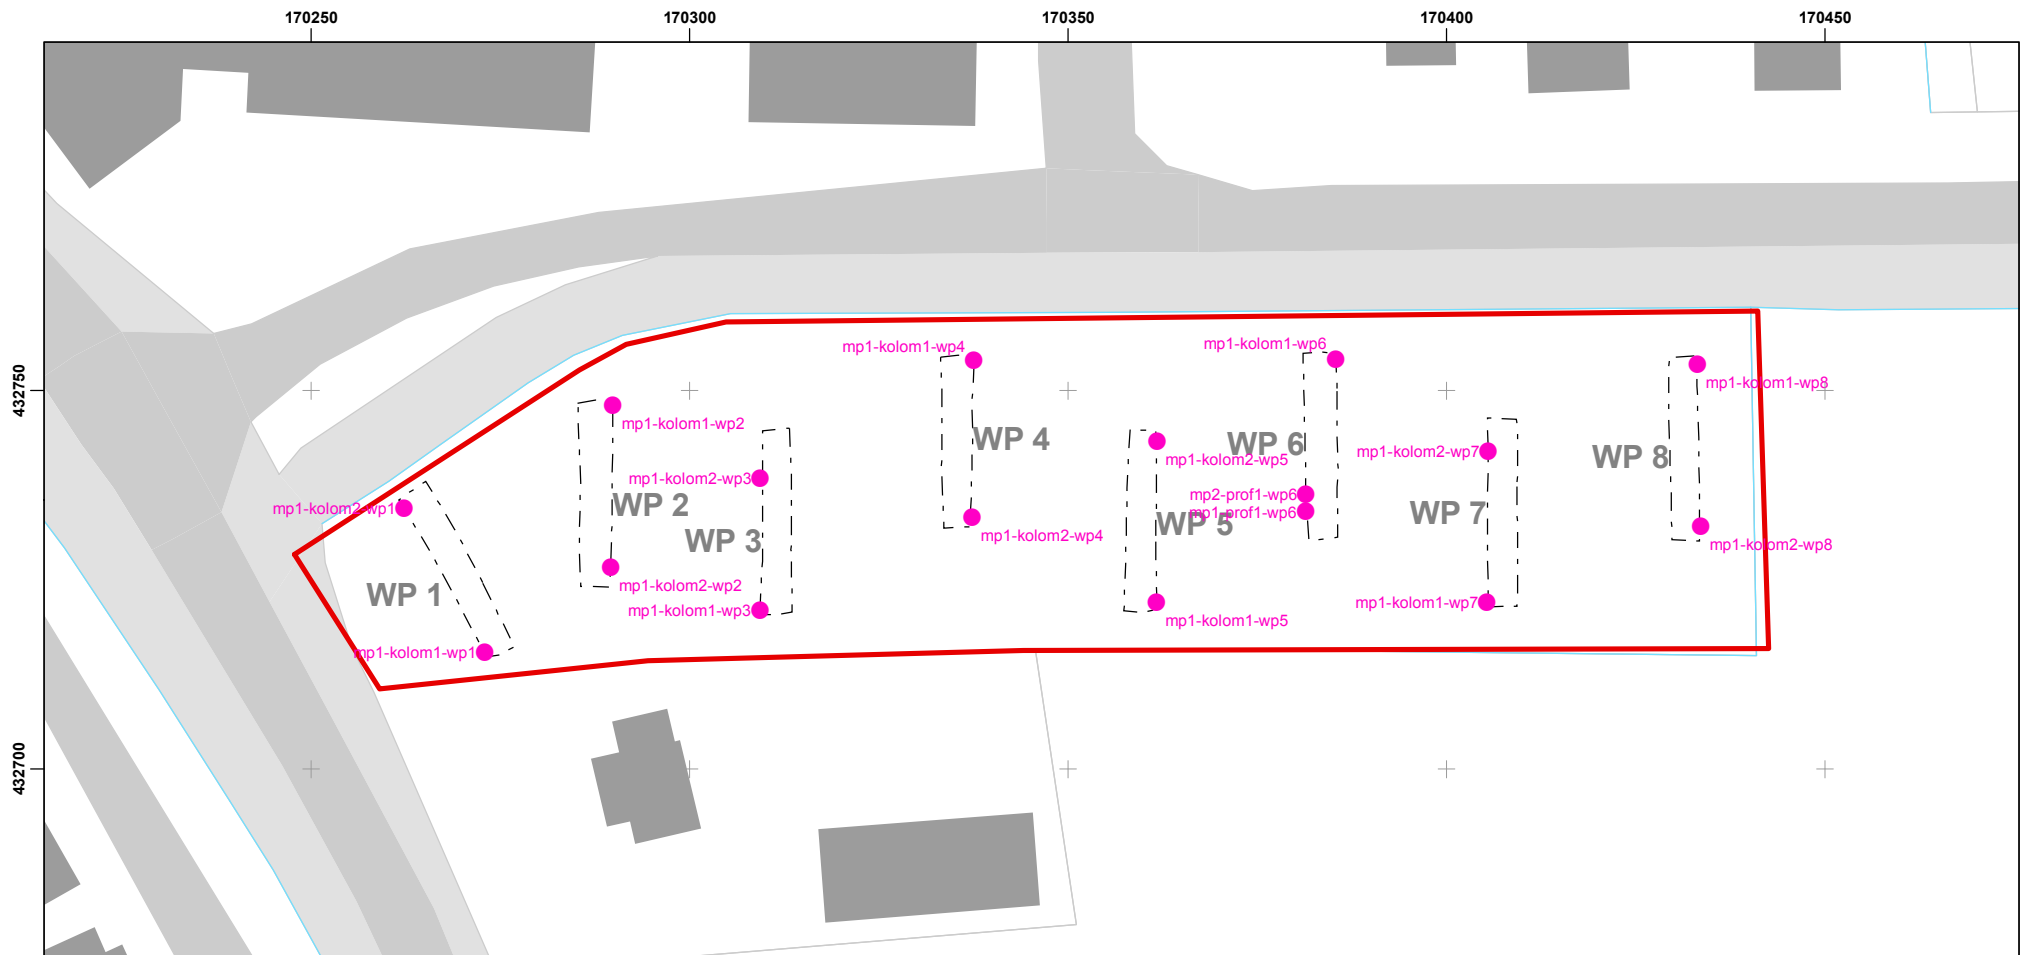 170250
170300
170350
170400
170450
432750
432700
mp1-kolom1-wp4
mp1-kolom1-wp6
mp1-kolom1-wp8
mp1-kolom1-wp2
WP 4
WP 6
WP 8
mp1-kolom2-wp5
mp1-kolom2-wp7
mp1-kolom2-wp3
mp2-prof1-wp6
mp1-prof1-wp6
mp1-kolom2-wp1
WP 2
WP 5
WP 7
mp1-kolom2-wp4
WP 3
mp1-kolom2-wp8
mp1-kolom2-wp2
WP 1
mp1-kolom1-wp3
mp1-kolom1-wp7
mp1-kolom1-wp5
mp1-kolom1-wp1